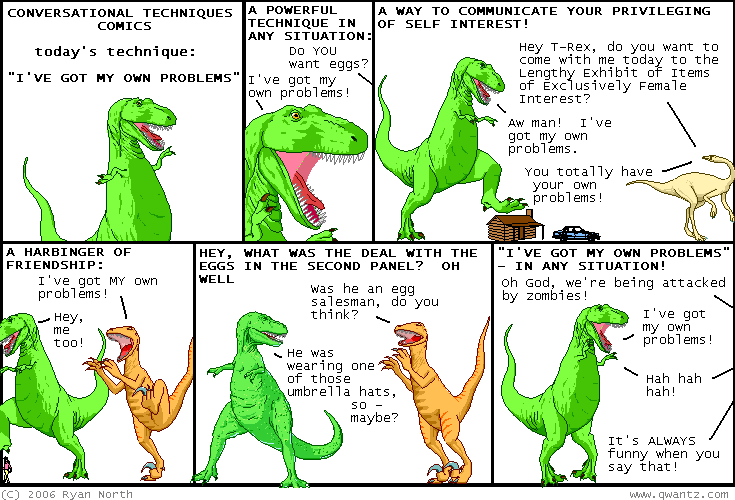 CONVERSATIONAL TECHNIQUES
COMICS
today's technique:
"I'VE GOT MY OWN PROBLEMS"
A POWERFUL
TECHNIQUE IN
ANY SITUATION:
Do YOU
want eggs?
I've got my
own problems!
A WAY TO COMMUNICATE YOUR PRIVILEGING
OF SELF INTEREST!
Hey T-Rex, do you want to
come with me today to the
Lengthy Exhibit of Items
of Exclusively Female
Interest?
Aw man!  I've
got my own
problems.
You totally have
your own
problems!
A HARBINGER OF
FRIENDSHIP:
I've got MY own
problems!
Hey,
me
too!
HEY, WHAT WAS THE DEAL WITH THE
EGGS IN THE SECOND PANEL?  OH
WELL
Was he an egg
salesman, do you
think?
He was
wearing one
of those
umbrella hats,
so -
maybe?
"I'VE GOT MY OWN PROBLEMS"
- IN ANY SITUATION!
Oh God, we're being attacked
by zombies!
I've got
my own
problems!
Hah hah
hah!
It's ALWAYS
funny when you
say that!
(C) 2006 Ryan North
www.qwantz.com